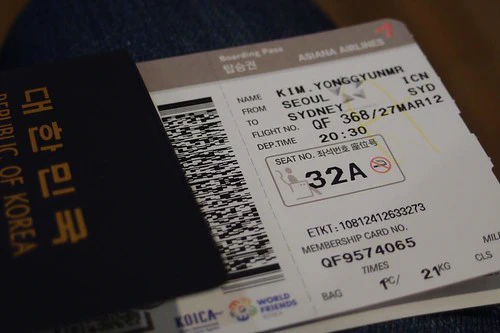 대한민국
REPUBLIC OF KOREA
Boarding Pass
탑승권
ASIANA AIRLINES
NAME KIM.YONGGYUNMR
FROM SEOUL ICN
TO SYDNEY SYD
FLIGHT NO. QF 368/27MAR12
DEP.TIME 20:30
SEAT NO. 좌석번호 座位号
32A
ETKT:10812412633273
MEMBERSHIP CARD NO.
QF9574065
TIMES MIL
BAG 1PC/ 21KG CLS
KOICA
WORLD FRIENDS